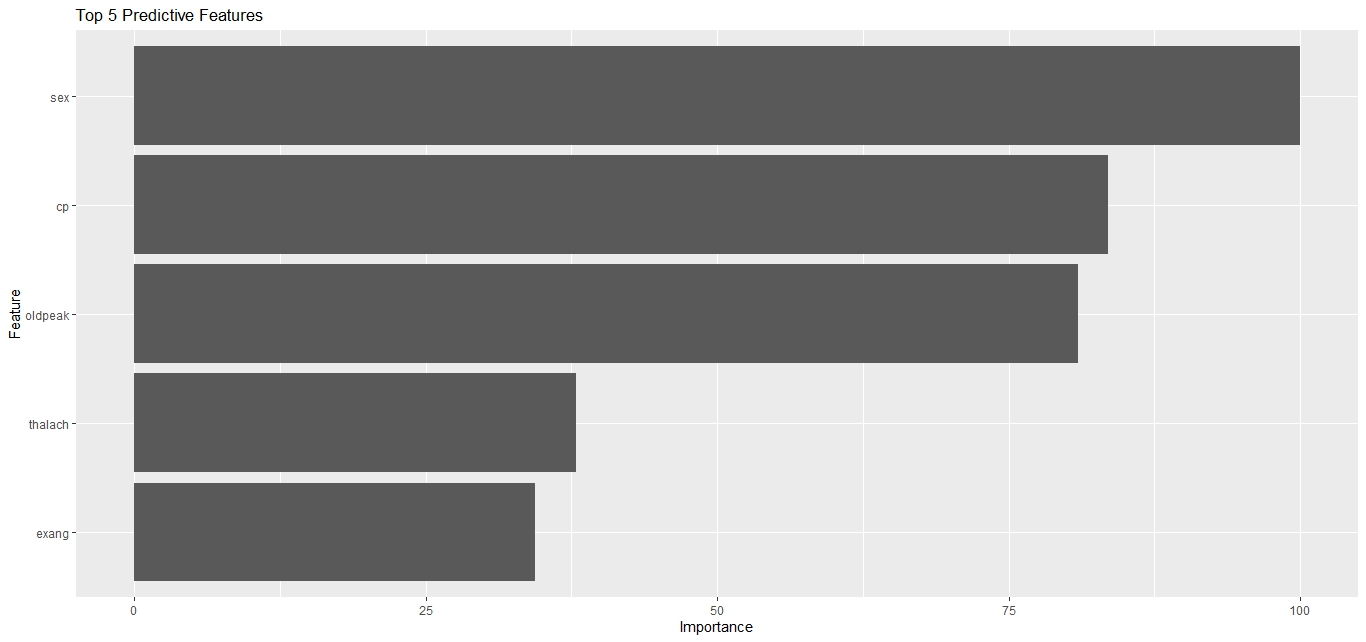 Top 5 Predictive Features
Feature
sex
cp
oldpeak
thalach
exang
0 25 50 75 100
Importance